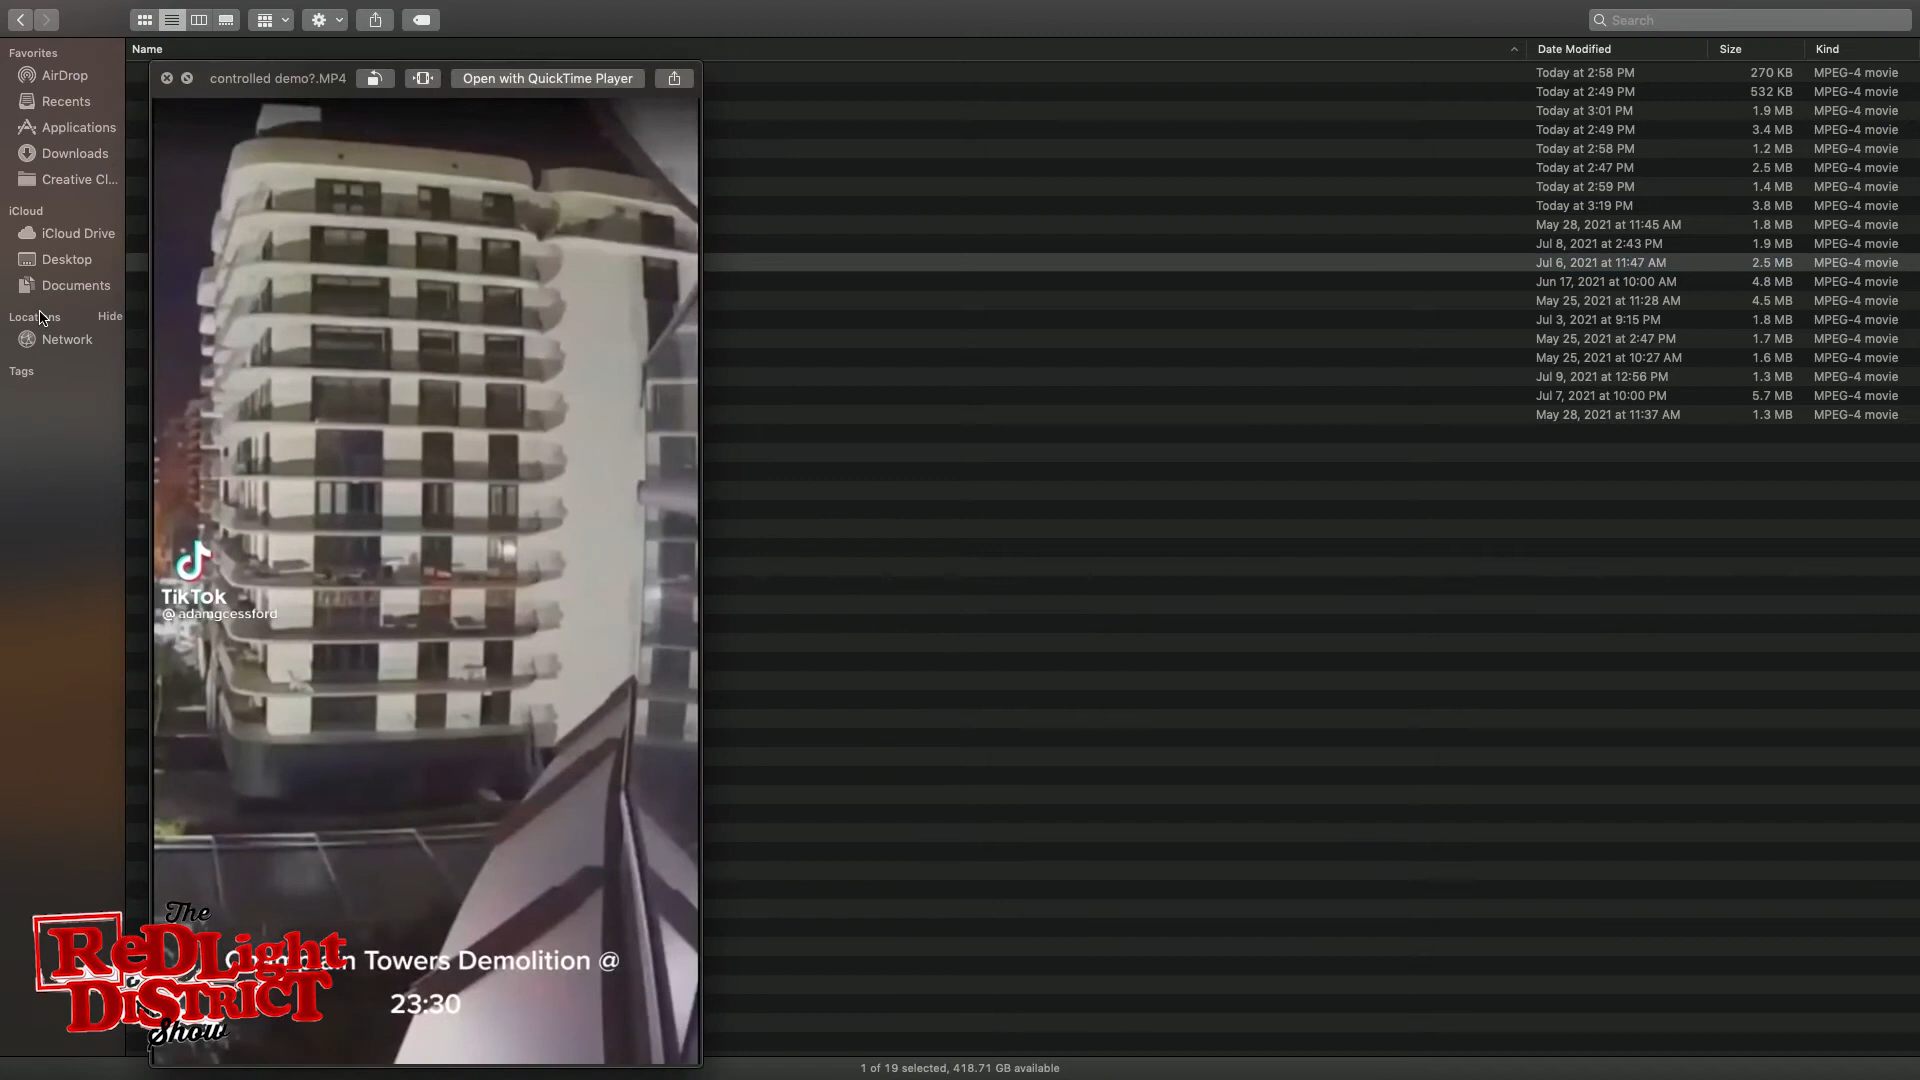 Search
Name
Date Modified
Size
Kind
Favorites
AirDrop
Recents
Applications
Downloads
Creative Cl...
iCloud
iCloud Drive
Desktop
Documents
Locations
Hide
Network
Tags
controlled demo?.MP4
Open with QuickTime Player
Today at 2:58 PM 270 KB MPEG-4 movie
Today at 2:49 PM 532 KB MPEG-4 movie
Today at 3:01 PM 1.9 MB MPEG-4 movie
Today at 2:49 PM 3.4 MB MPEG-4 movie
Today at 2:58 PM 1.2 MB MPEG-4 movie
Today at 2:47 PM 2.5 MB MPEG-4 movie
Today at 2:59 PM 1.4 MB MPEG-4 movie
Today at 3:19 PM 3.8 MB MPEG-4 movie
May 28, 2021 at 11:45 AM 1.8 MB MPEG-4 movie
Jul 8, 2021 at 2:43 PM 1.9 MB MPEG-4 movie
Jul 6, 2021 at 11:47 AM 2.5 MB MPEG-4 movie
Jun 17, 2021 at 10:00 AM 4.8 MB MPEG-4 movie
May 25, 2021 at 11:28 AM 4.5 MB MPEG-4 movie
Jul 3, 2021 at 9:15 PM 1.8 MB MPEG-4 movie
May 25, 2021 at 2:47 PM 1.7 MB MPEG-4 movie
May 25, 2021 at 10:27 AM 1.6 MB MPEG-4 movie
Jul 9, 2021 at 12:56 PM 1.3 MB MPEG-4 movie
Jul 7, 2021 at 10:00 PM 5.7 MB MPEG-4 movie
May 28, 2021 at 11:37 AM 1.3 MB MPEG-4 movie
TikTok
@adamgcessford
The
ReDLight
DiSTRicT
Show
Towers Demolition @
23:30
1 of 19 selected, 418.71 GB available